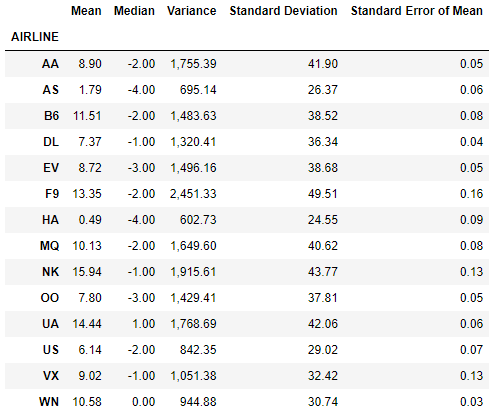 Mean Median Variance Standard Deviation Standard Error of Mean
AIRLINE
AA 8.90 -2.00 1,755.39 41.90 0.05
AS 1.79 -4.00 695.14 26.37 0.06
B6 11.51 -2.00 1,483.63 38.52 0.08
DL 7.37 -1.00 1,320.41 36.34 0.04
EV 8.72 -3.00 1,496.16 38.68 0.05
F9 13.35 -2.00 2,451.33 49.51 0.16
HA 0.49 -4.00 602.73 24.55 0.09
MQ 10.13 -2.00 1,649.60 40.62 0.08
NK 15.94 -1.00 1,915.61 43.77 0.13
OO 7.80 -3.00 1,429.41 37.81 0.05
UA 14.44 1.00 1,768.69 42.06 0.06
US 6.14 -2.00 842.35 29.02 0.07
VX 9.02 -1.00 1,051.38 32.42 0.13
WN 10.58 0.00 944.88 30.74 0.03